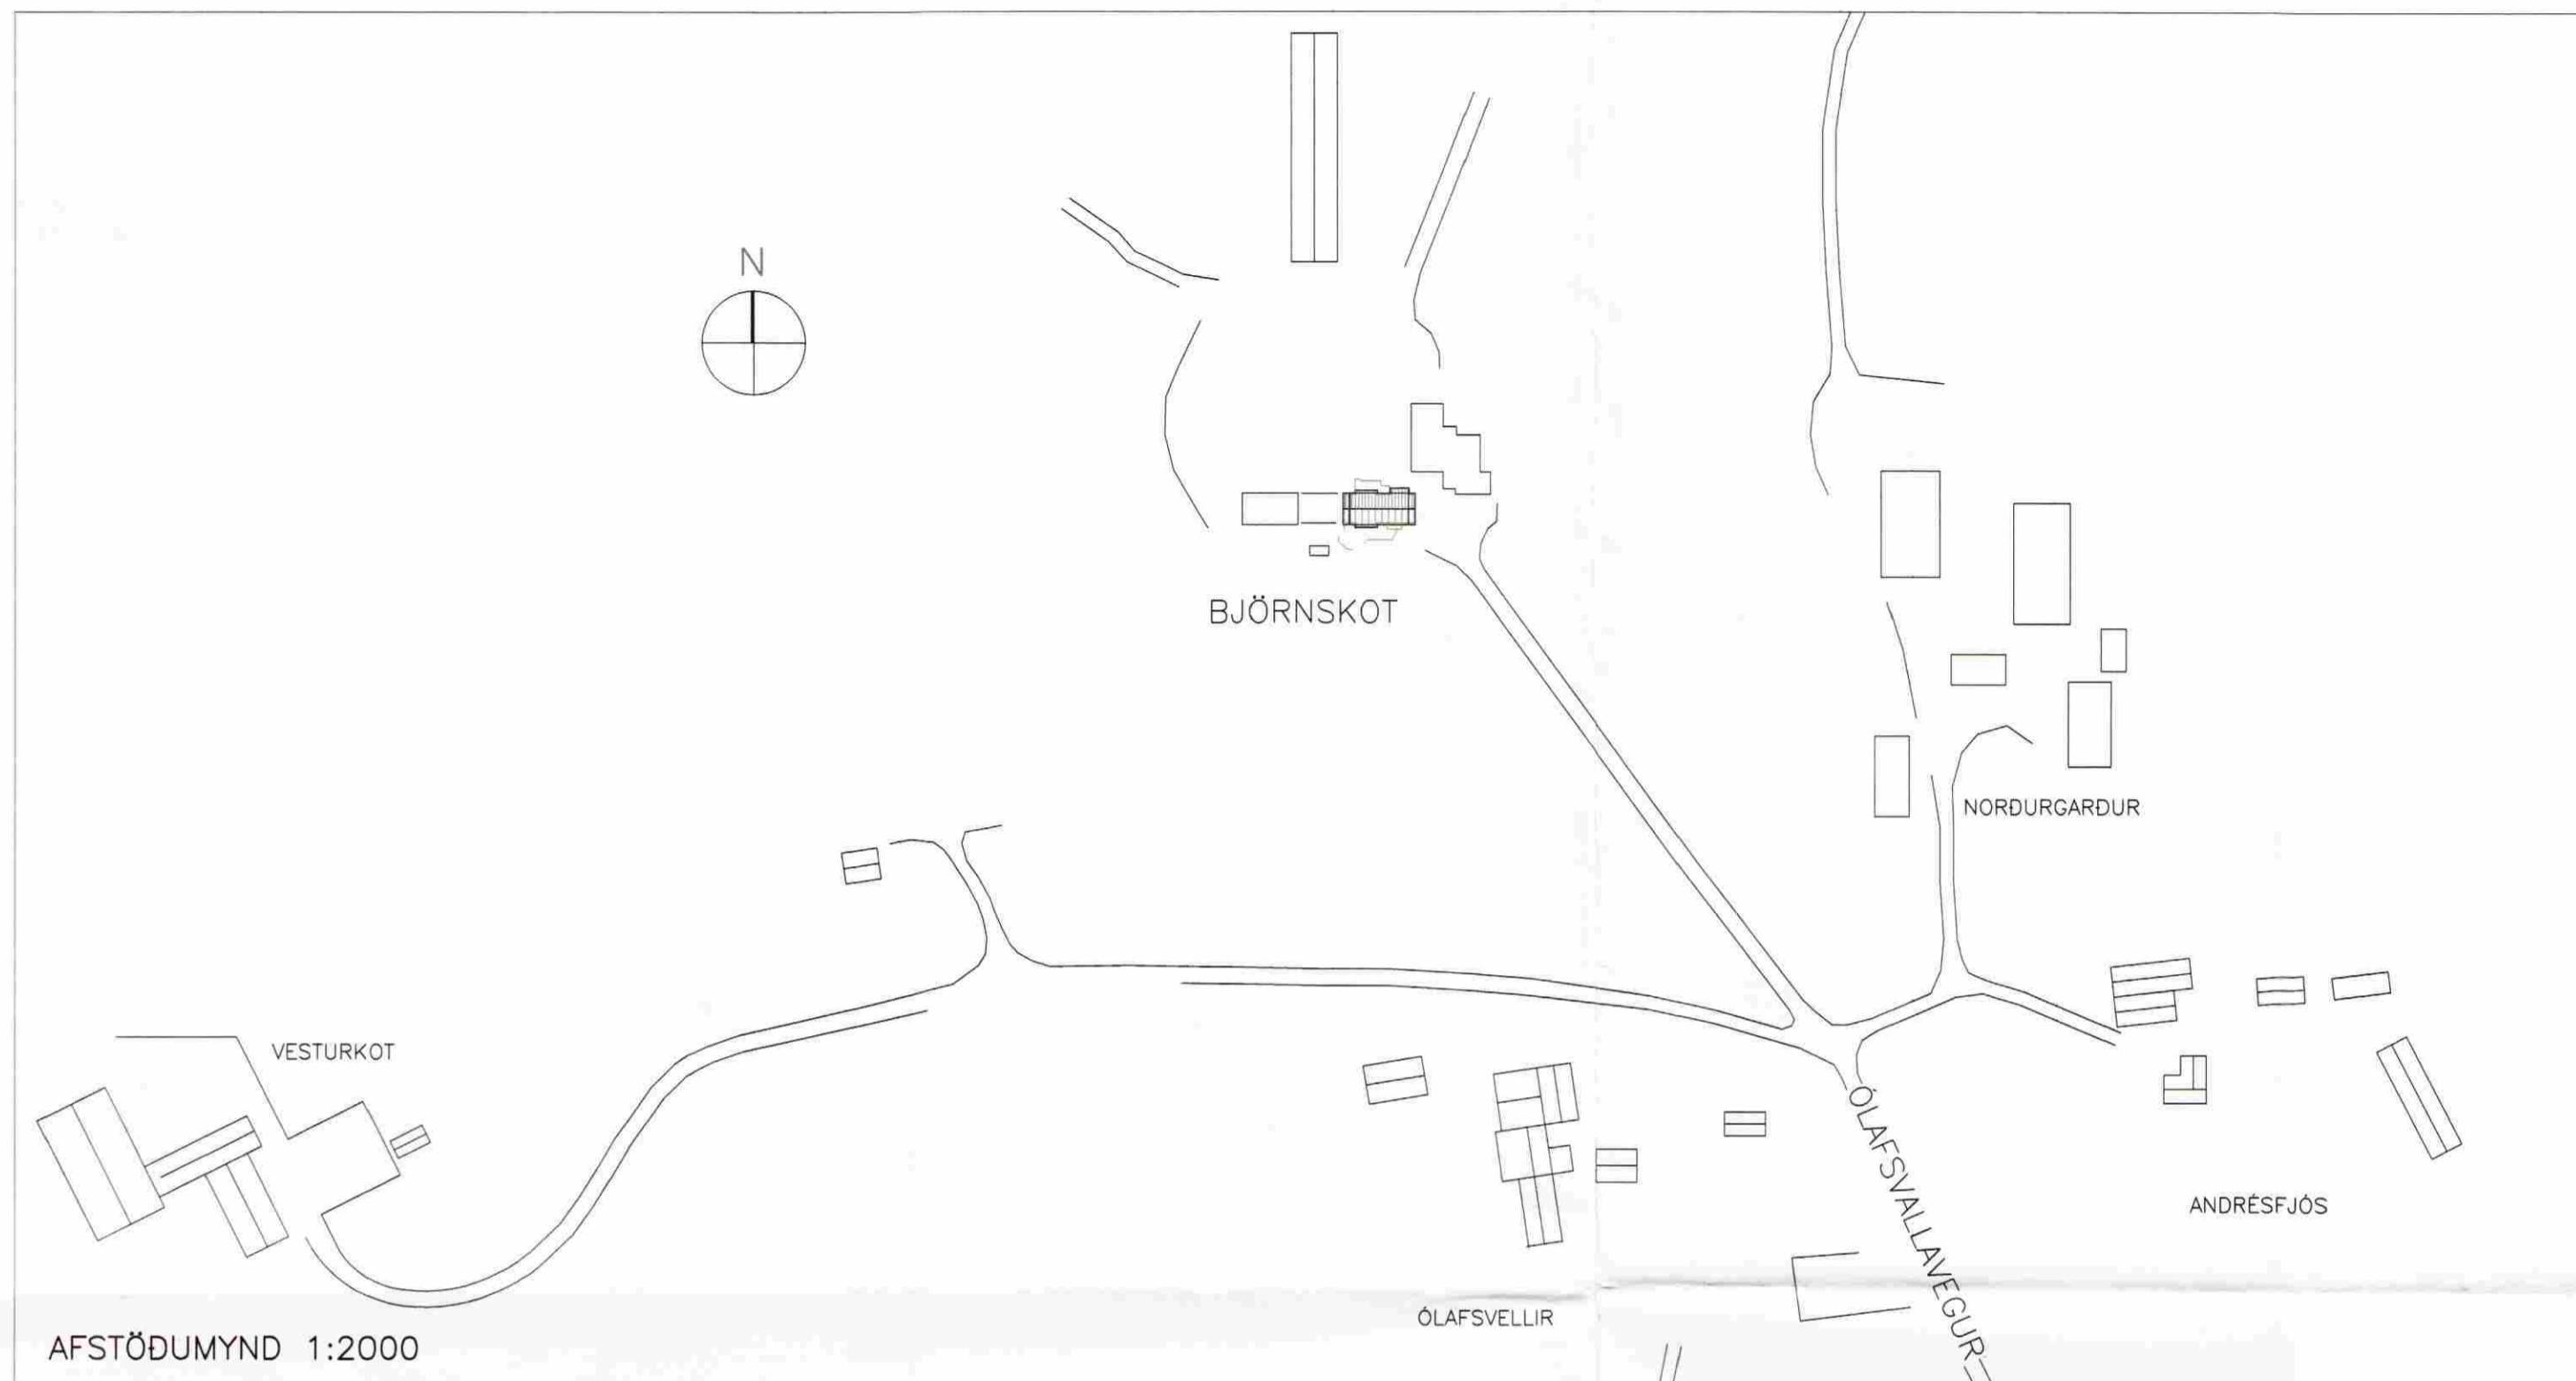 N
BJÖRNSKOT
NORÐURGARÐUR
VESTURKOT
ÓLAFSVALLAVEGUR
ANDRÉSFJÓS
ÓLAFSVELLIR
AFSTÖÐUMYND 1:2000